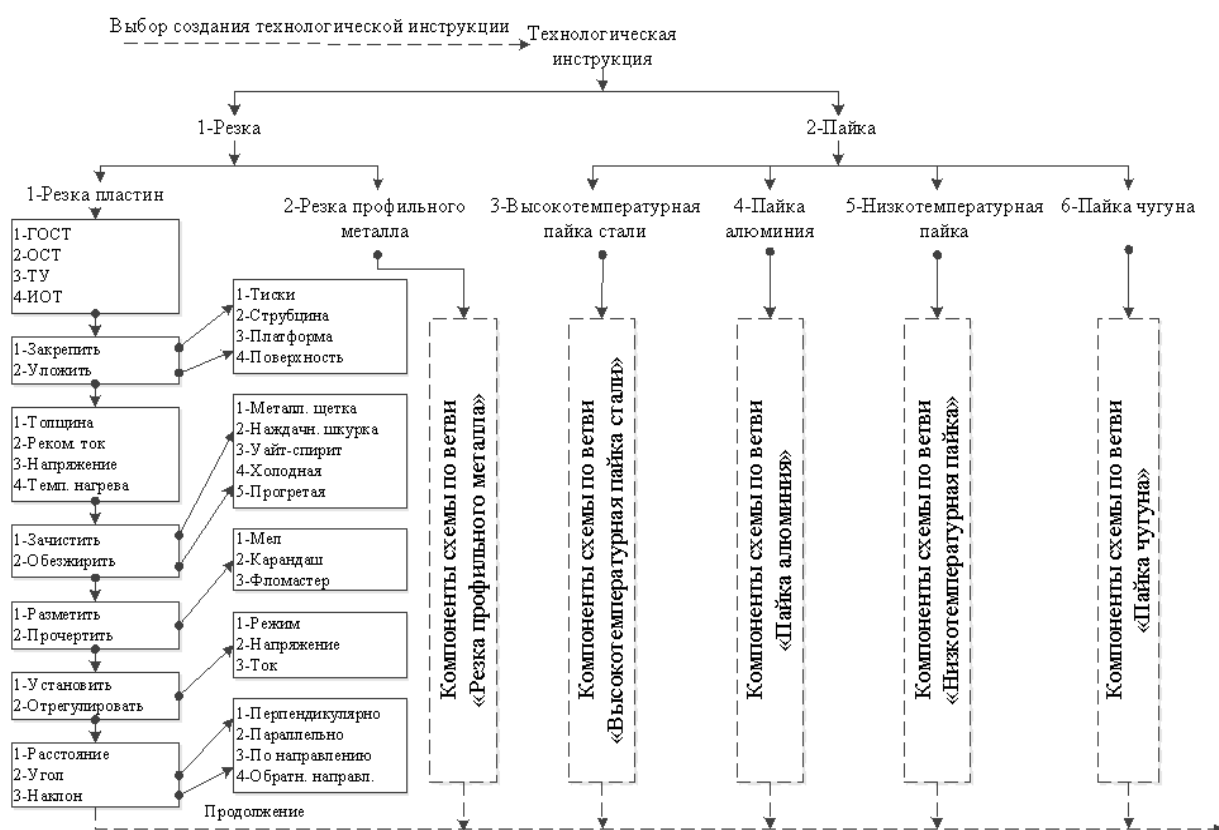 Выбор создания технологической инструкции
Технологическая
инструкция
1-Резка
2-Пайка
1-Резка пластин
2-Резка профильного
металла
3-Высокотемпературная
пайка стали
4-Пайка
алюминия
5-Низкотемпературная
пайка
6-Пайка чугуна
1-ГОСТ
2-ОСТ
3-ТУ
4-ИОТ
1-Закрепить
2-Уложить
1-Тиски
2-Струбцина
3-Платформа
4-Поверхность
1-Толщина
2-Реком. ток
3-Напряжение
4-Темп. нагрева
1-Металл. щетка
2-Наждачн. шкурка
3-Уайт-спирит
4-Холодная
5-Прогретая
1-Зачистить
2-Обезжирить
1-Мел
2-Карандаш
3-Фломастер
1-Разметить
2-Прочертить
1-Режим
2-Напряжение
3-Ток
1-Установить
2-Отрегулировать
1-Перпендикулярно
2-Параллельно
3-По направлению
4-Обратн. направл.
1-Расстояние
2-Угол
3-Наклон
Компоненты схемы по ветви
«Резка профильного металла»
Компоненты схемы по ветви
«Высокотемпературная пайка стали»
Компоненты схемы по ветви
«Пайка алюминия»
Компоненты схемы по ветви
«Низкотемпературная пайка»
Компоненты схемы по ветви
«Пайка чугуна»
Продолжение